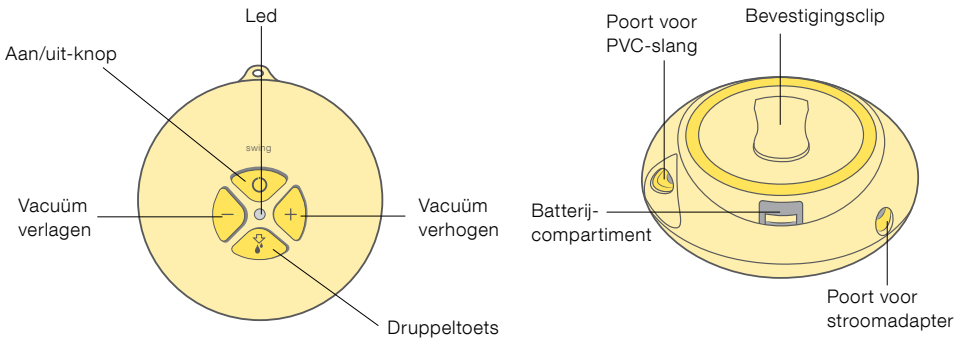 Led
Aan/uit-knop
swing
Vacuüm
verlagen
Vacuüm
verhogen
Druppeltoets
Poort voor
PVC-slang
Bevestigingsclip
Batterij-
compartiment
Poort voor
stroomadapter